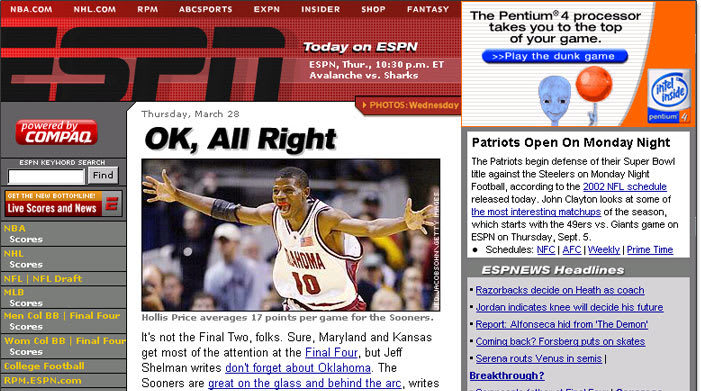 NBA.COM NHL.COM RPM ABCSPORTS EXPN INSIDER SHOP FANTASY
ESPN
Today on ESPN
ESPN, Thur., 10:30 p.m. ET
Avalanche vs. Sharks
PHOTOS: Wednesday
The Pentium® 4 processor
takes you to the top
of your game.
>>Play the dunk game
intel
inside
pentium 4
powered by
COMPAQ
ESPN KEYWORD SEARCH
Find
GET THE NEW BOTTOMLINE!
Live Scores and News
NBA
Scores
NHL
Scores
NFL | NFL Draft
MLB
Scores
Men Col BB | Final Four
Scores
Wom Col BB | Final Four
Scores
College Football
RPM.ESPN.com
Thursday, March 28
OK, All Right
OKLAHOMA
10
ED JACOBSOHN/GETTY IMAGES
Hollis Price averages 17 points per game for the Sooners.
It's not the Final Two, folks. Sure, Maryland and Kansas
get most of the attention at the Final Four, but Jeff
Shelman writes don't forget about Oklahoma. The
Sooners are great on the glass and behind the arc, writes
Patriots Open On Monday Night
The Patriots begin defense of their Super Bowl
title against the Steelers on Monday Night
Football, according to the 2002 NFL schedule
released today. John Clayton looks at some of
the most interesting matchups of the season,
which starts with the 49ers vs. Giants game on
ESPN on Thursday, Sept. 5.
• Schedules: NFC | AFC | Weekly | Prime Time
ESPNEWS Headlines
Razorbacks decide on Heath as coach
Jordan indicates knee will decide his future
Report: Alfonseca hid from 'The Demon'
Coming back? Forsberg puts on skates
Serena routs Venus in semis |
Breakthrough?